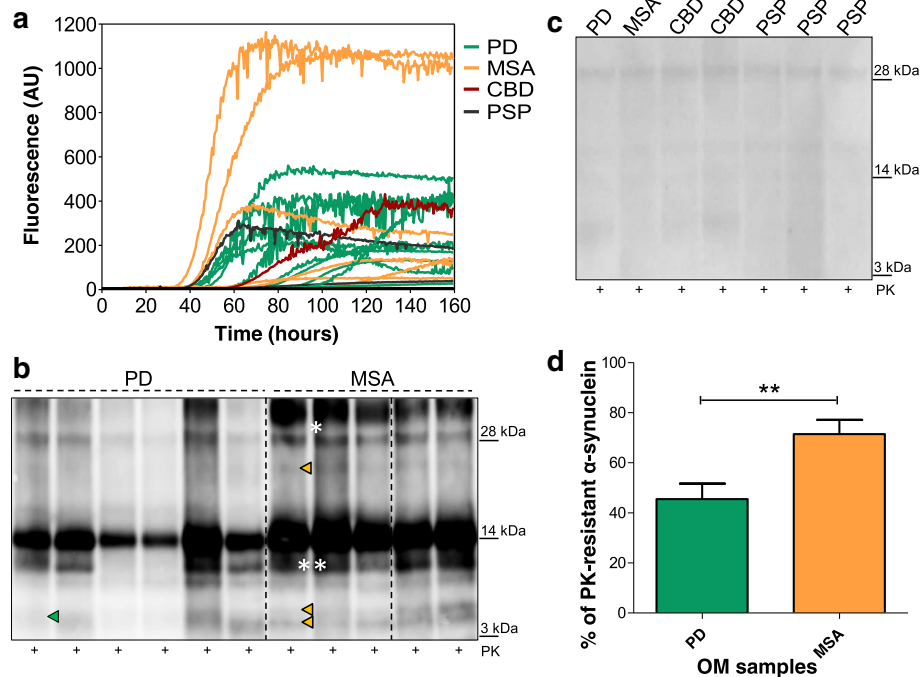 a
Fluorescence (AU)
1200
1000
800
600
400
200
0
0 20 40 60 80 100 120 140 160
Time (hours)
PD
MSA
CBD
PSP
b
PD MSA
28 kDa
14 kDa
3 kDa
*
**
+ + + + + + + + + + + PK
c
PD MSA CBD CBD PSP PSP PSP
28 kDa
14 kDa
3 kDa
+ + + + + + + PK
d
% of PK-resistant α-synuclein
100
80
60
40
20
0
**
PD MSA
OM samples